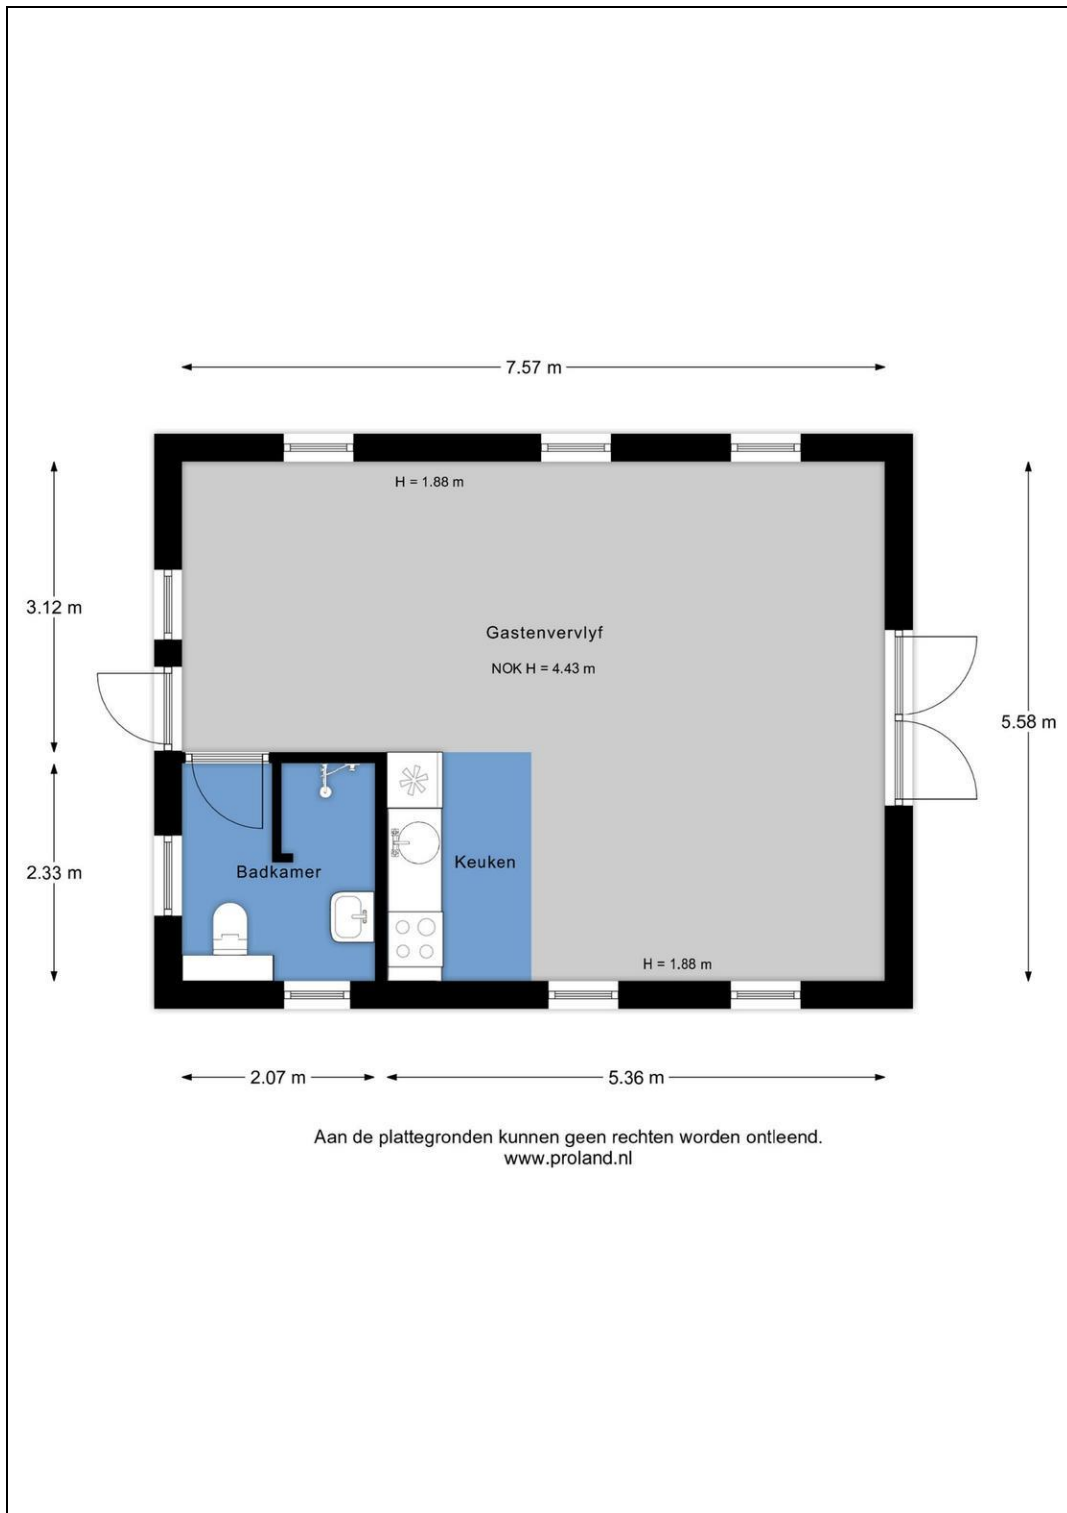 7.57 m
H = 1.88 m
3.12 m
Gastenvervlyf
NOK H = 4.43 m
5.58 m
2.33 m
Badkamer
Keuken
H = 1.88 m
2.07 m
5.36 m
Aan de plattegronden kunnen geen rechten worden ontleend.
www.proland.nl